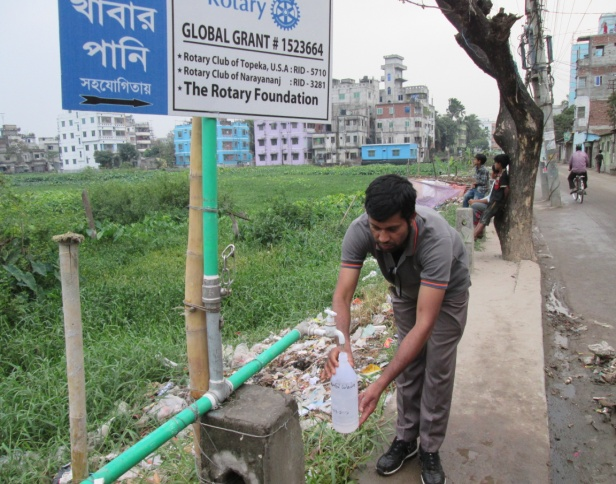 খাবার
পানি
সহযোগিতায়
Rotary
GLOBAL GRANT # 1523664
★ Rotary Club of Topeka, U.S.A : RID - 5710
★ Rotary Club of Narayananj : RID - 3281
★ The Rotary Foundation